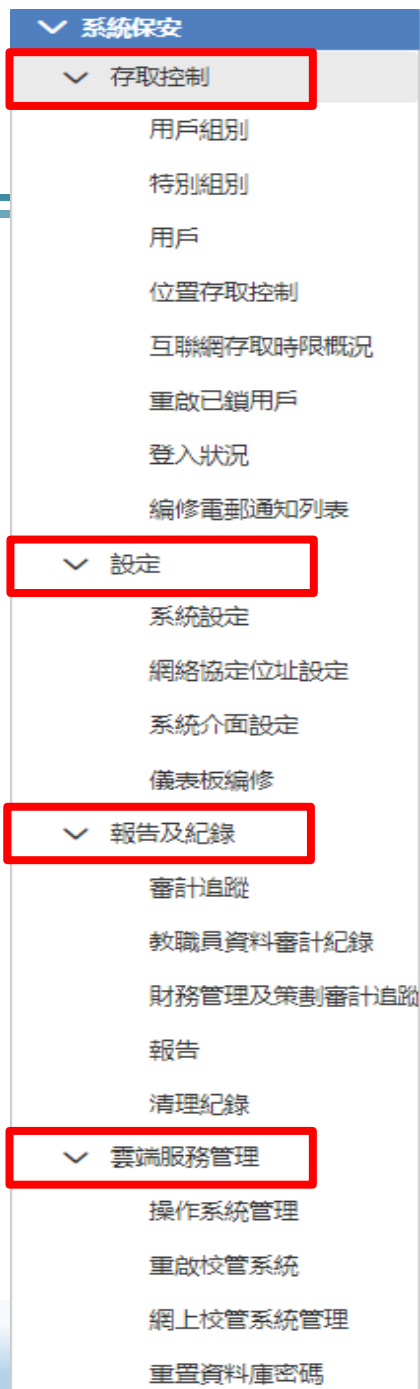 系統保安
存取控制
用戶組別
特別組別
用戶
位置存取控制
互聯網存取時限概況
重啟已鎖用戶
登入狀況
編修電郵通知列表
設定
系統設定
網絡協定位址設定
系統介面設定
儀表板編修
報告及紀錄
審計追蹤
教職員資料審計紀錄
財務管理及策劃審計追蹤
報告
清理紀錄
雲端服務管理
操作系統管理
重啟校管系統
網上校管系統管理
重置資料庫密碼